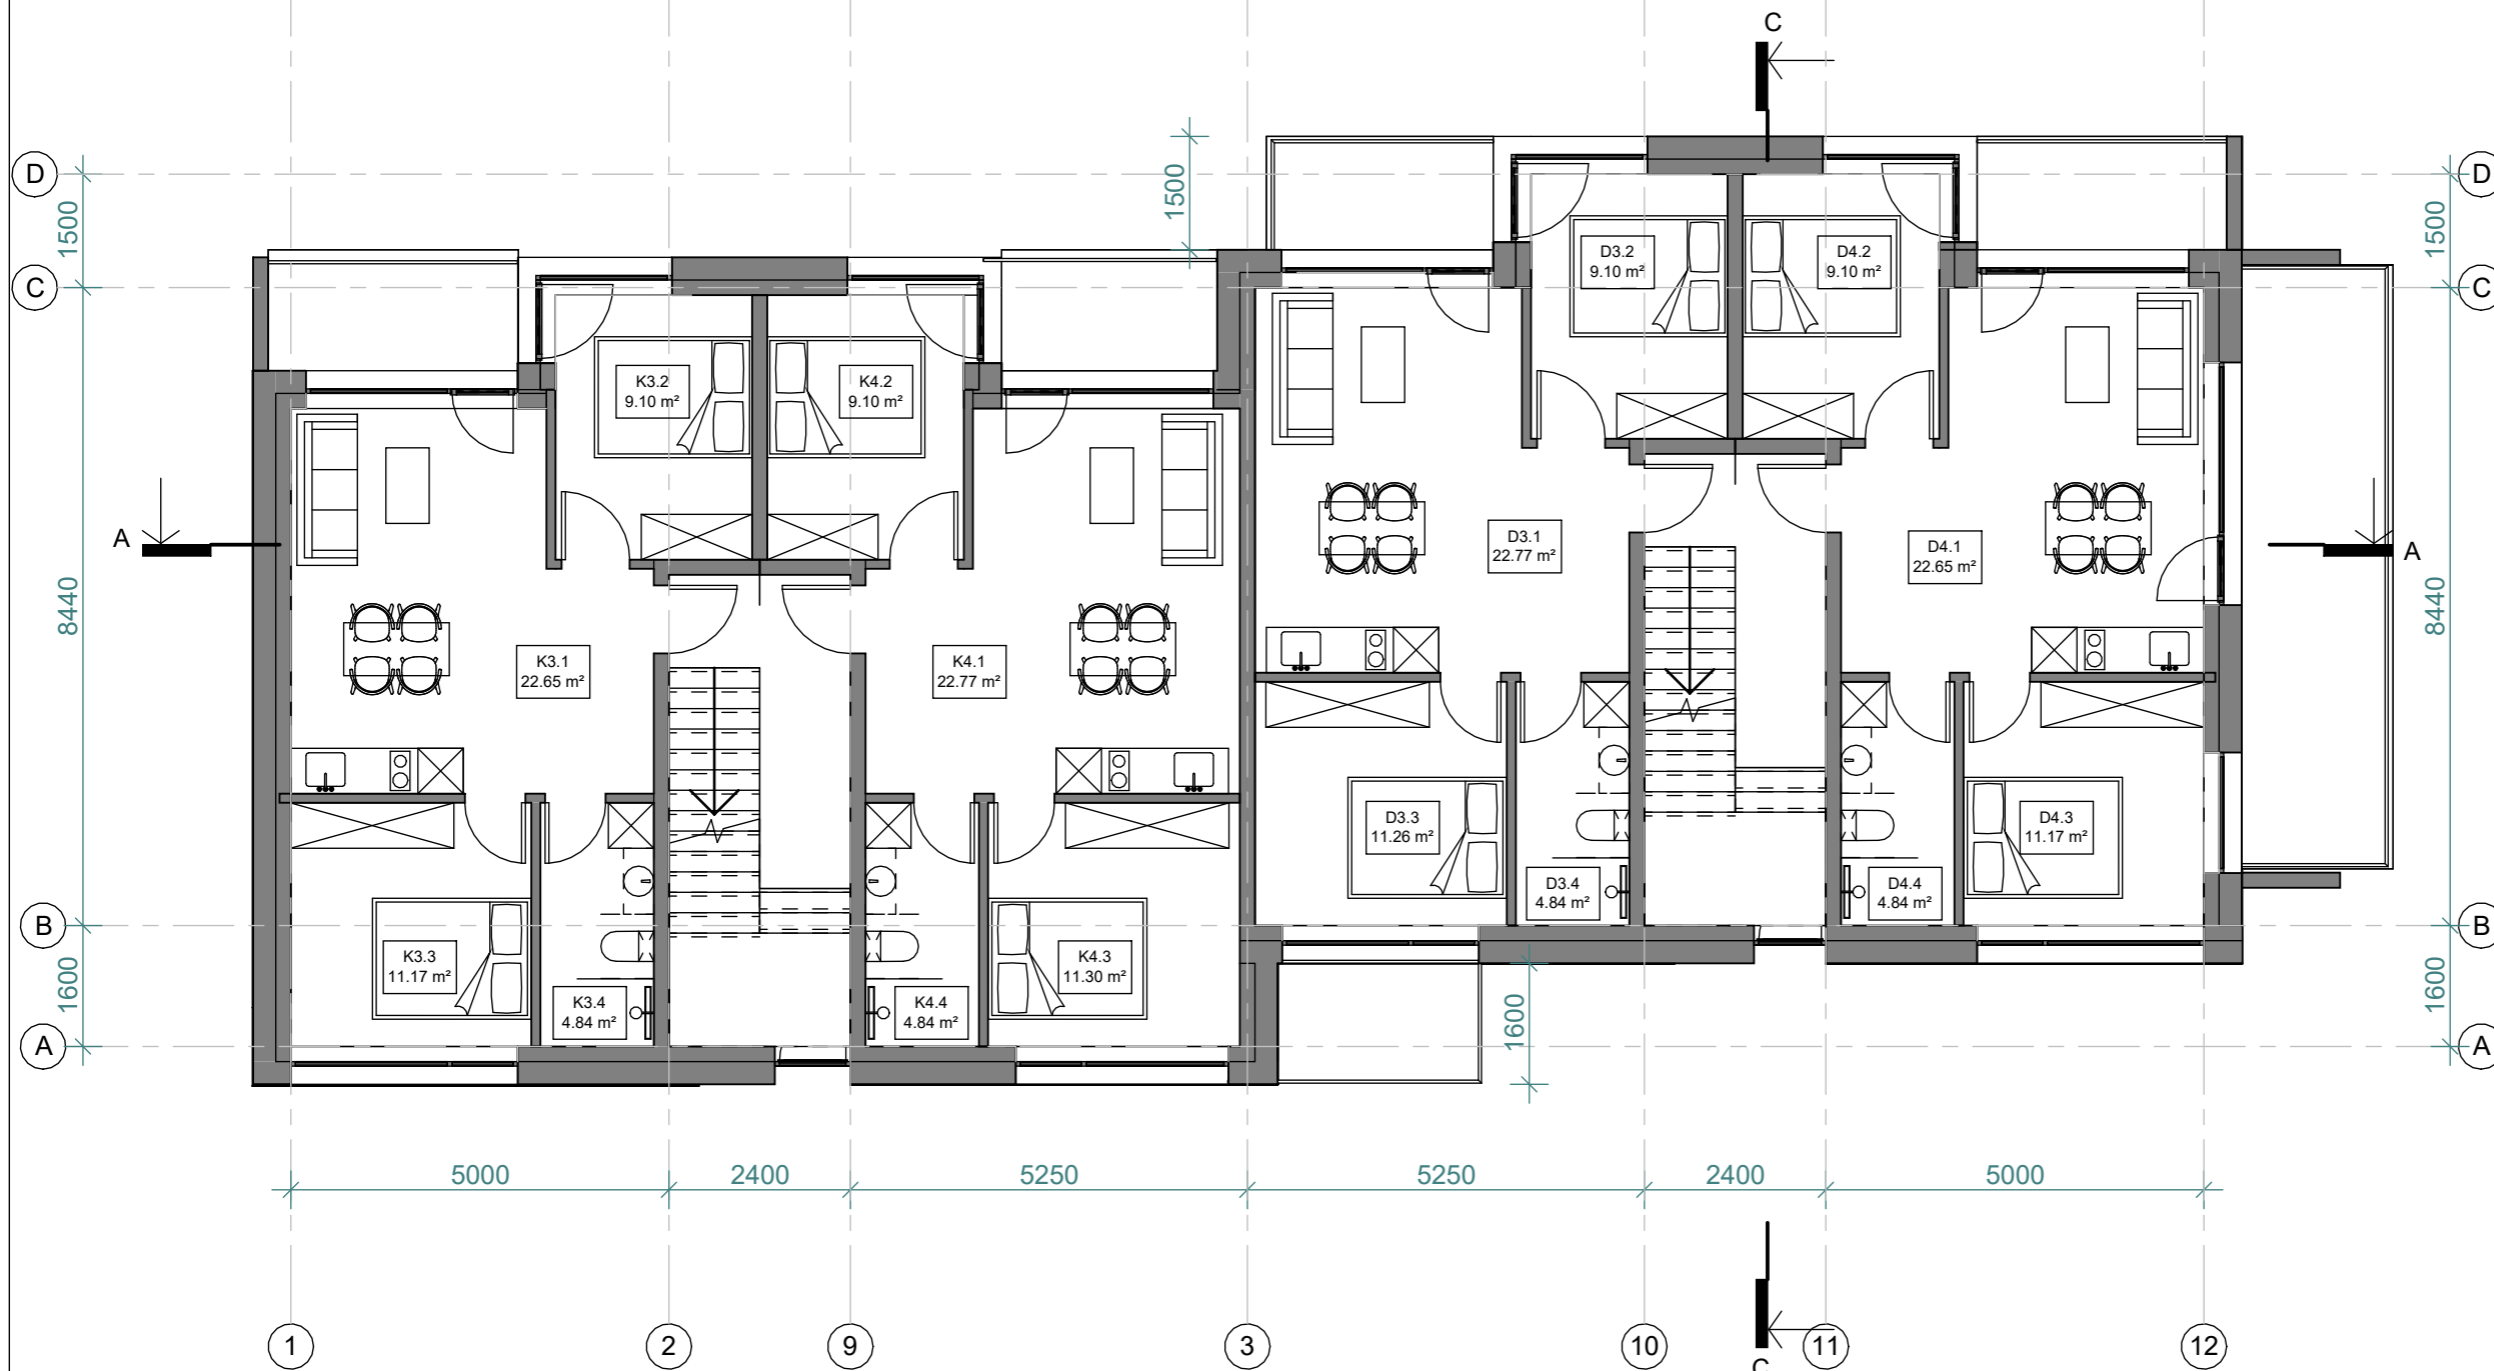 C
D
1500
1500
D
1500
C
C
D3.2
9.10 m²
D4.2
9.10 m²
K3.2
9.10 m²
K4.2
9.10 m²
A
A
8440
8440
D3.1
22.77 m²
D4.1
22.65 m²
K3.1
22.65 m²
K4.1
22.77 m²
D3.3
11.26 m²
D4.3
11.17 m²
D3.4
4.84 m²
D4.4
4.84 m²
B
B
K3.3
11.17 m²
K4.3
11.30 m²
K3.4
4.84 m²
K4.4
4.84 m²
1600
1600
1600
A
A
5000
2400
5250
5250
2400
5000
1
2
9
3
10
11
12
C